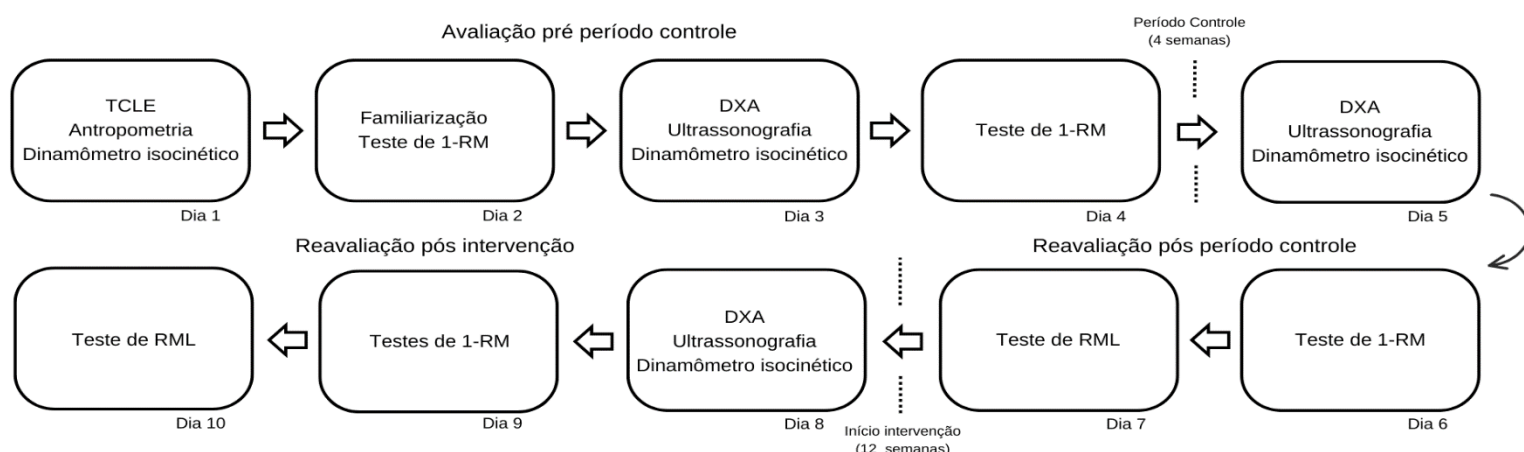 Avaliação pré período controle
Período Controle
(4 semanas)
TCLE
Antropometria
Dinamômetro isocinético
Dia 1
Familiarização
Teste de 1-RM
Dia 2
DXA
Ultrassonografia
Dinamômetro isocinético
Dia 3
Teste de 1-RM
Dia 4
DXA
Ultrassonografia
Dinamômetro isocinético
Dia 5
Reavaliação pós período controle
Teste de 1-RM
Dia 6
Teste de RML
Dia 7
Início intervenção
(12 semanas)
Reavaliação pós intervenção
DXA
Ultrassonografia
Dinamômetro isocinético
Dia 8
Testes de 1-RM
Dia 9
Teste de RML
Dia 10